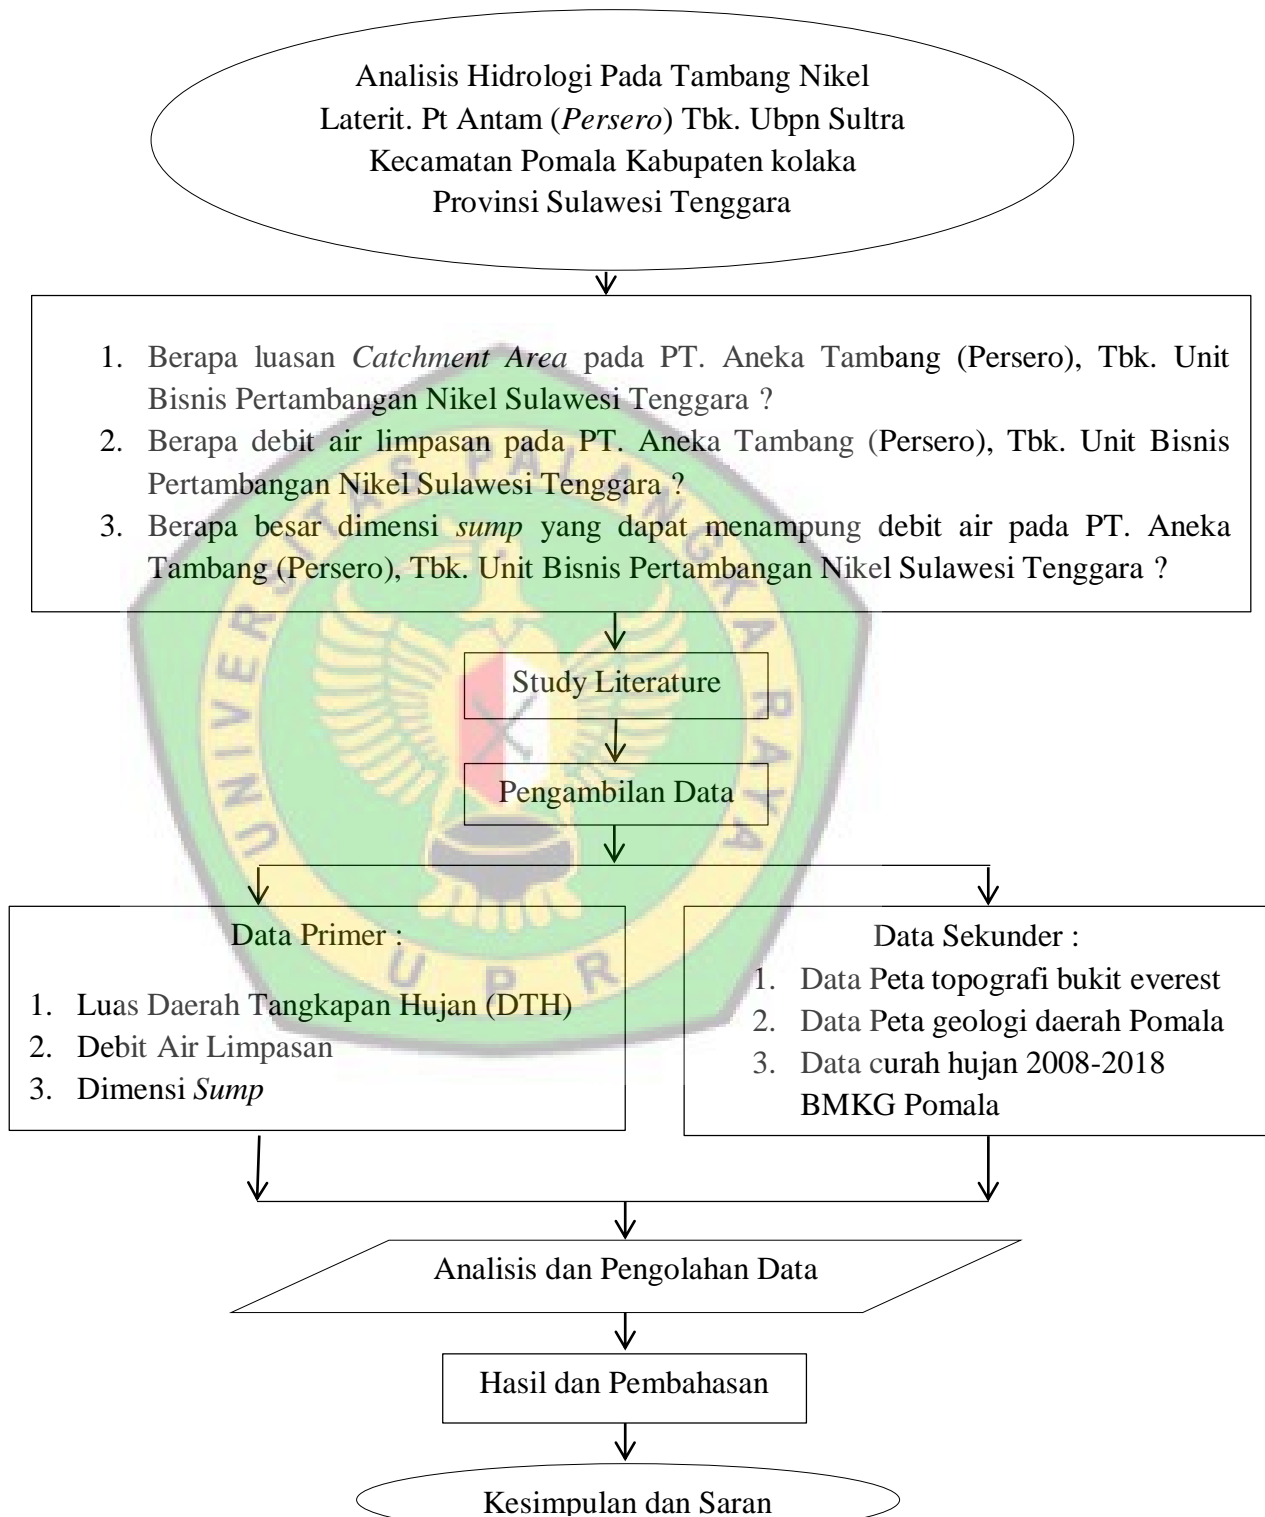 Analisis Hidrologi Pada Tambang Nikel
Laterit. Pt Antam (Persero) Tbk. Ubpn Sultra
Kecamatan Pomala Kabupaten kolaka
Provinsi Sulawesi Tenggara
1. Berapa luasan Catchment Area pada PT. Aneka Tambang (Persero), Tbk. Unit
Bisnis Pertambangan Nikel Sulawesi Tenggara ?
2. Berapa debit air limpasan pada PT. Aneka Tambang (Persero), Tbk. Unit Bisnis
Pertambangan Nikel Sulawesi Tenggara ?
3. Berapa besar dimensi sump yang dapat menampung debit air pada PT. Aneka
Tambang (Persero), Tbk. Unit Bisnis Pertambangan Nikel Sulawesi Tenggara ?
UNIVERSITAS PALANGKA RAYA
Study Literature
Pengambilan Data
Data Primer :
1. Luas Daerah Tangkapan Hujan (DTH)
2. Debit Air Limpasan
3. Dimensi Sump
UPR
Data Sekunder :
1. Data Peta topografi bukit everest
2. Data Peta geologi daerah Pomala
3. Data curah hujan 2008-2018
BMKG Pomala
Analisis dan Pengolahan Data
Hasil dan Pembahasan
Kesimpulan dan Saran